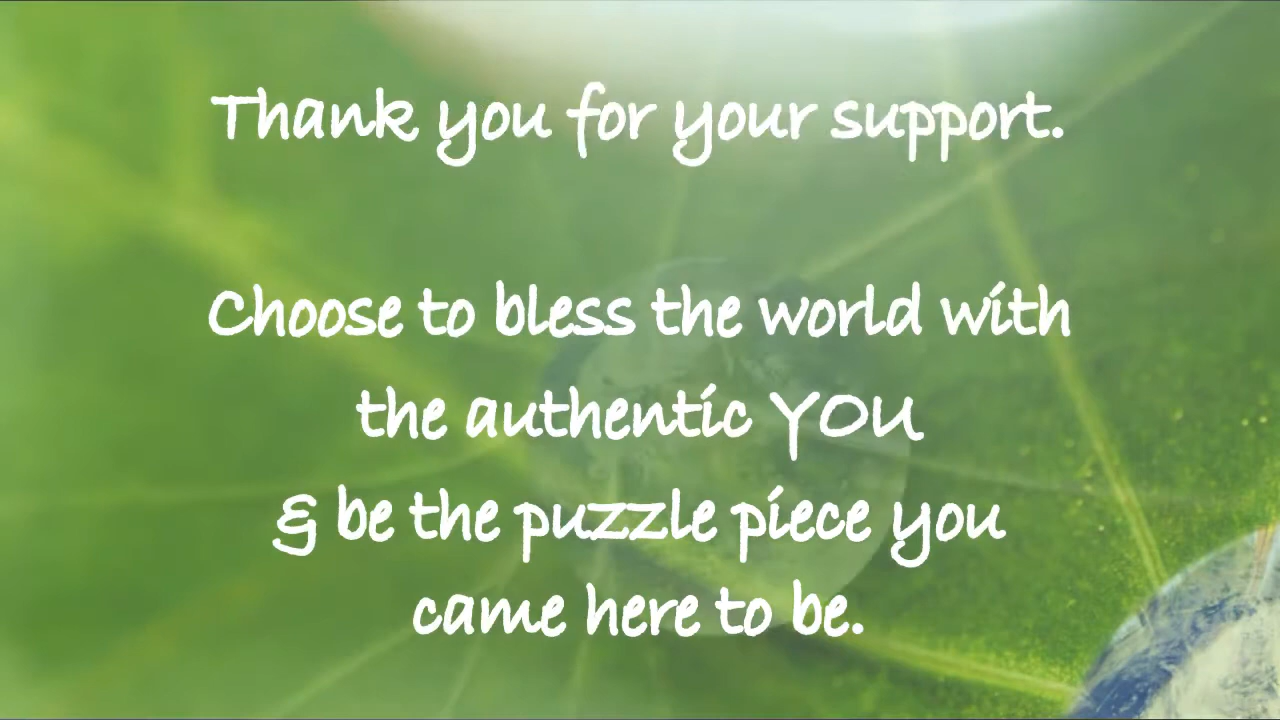 Thank you for your support.
Choose to bless the world with
the authentic YOU
& be the puzzle piece you
came here to be.